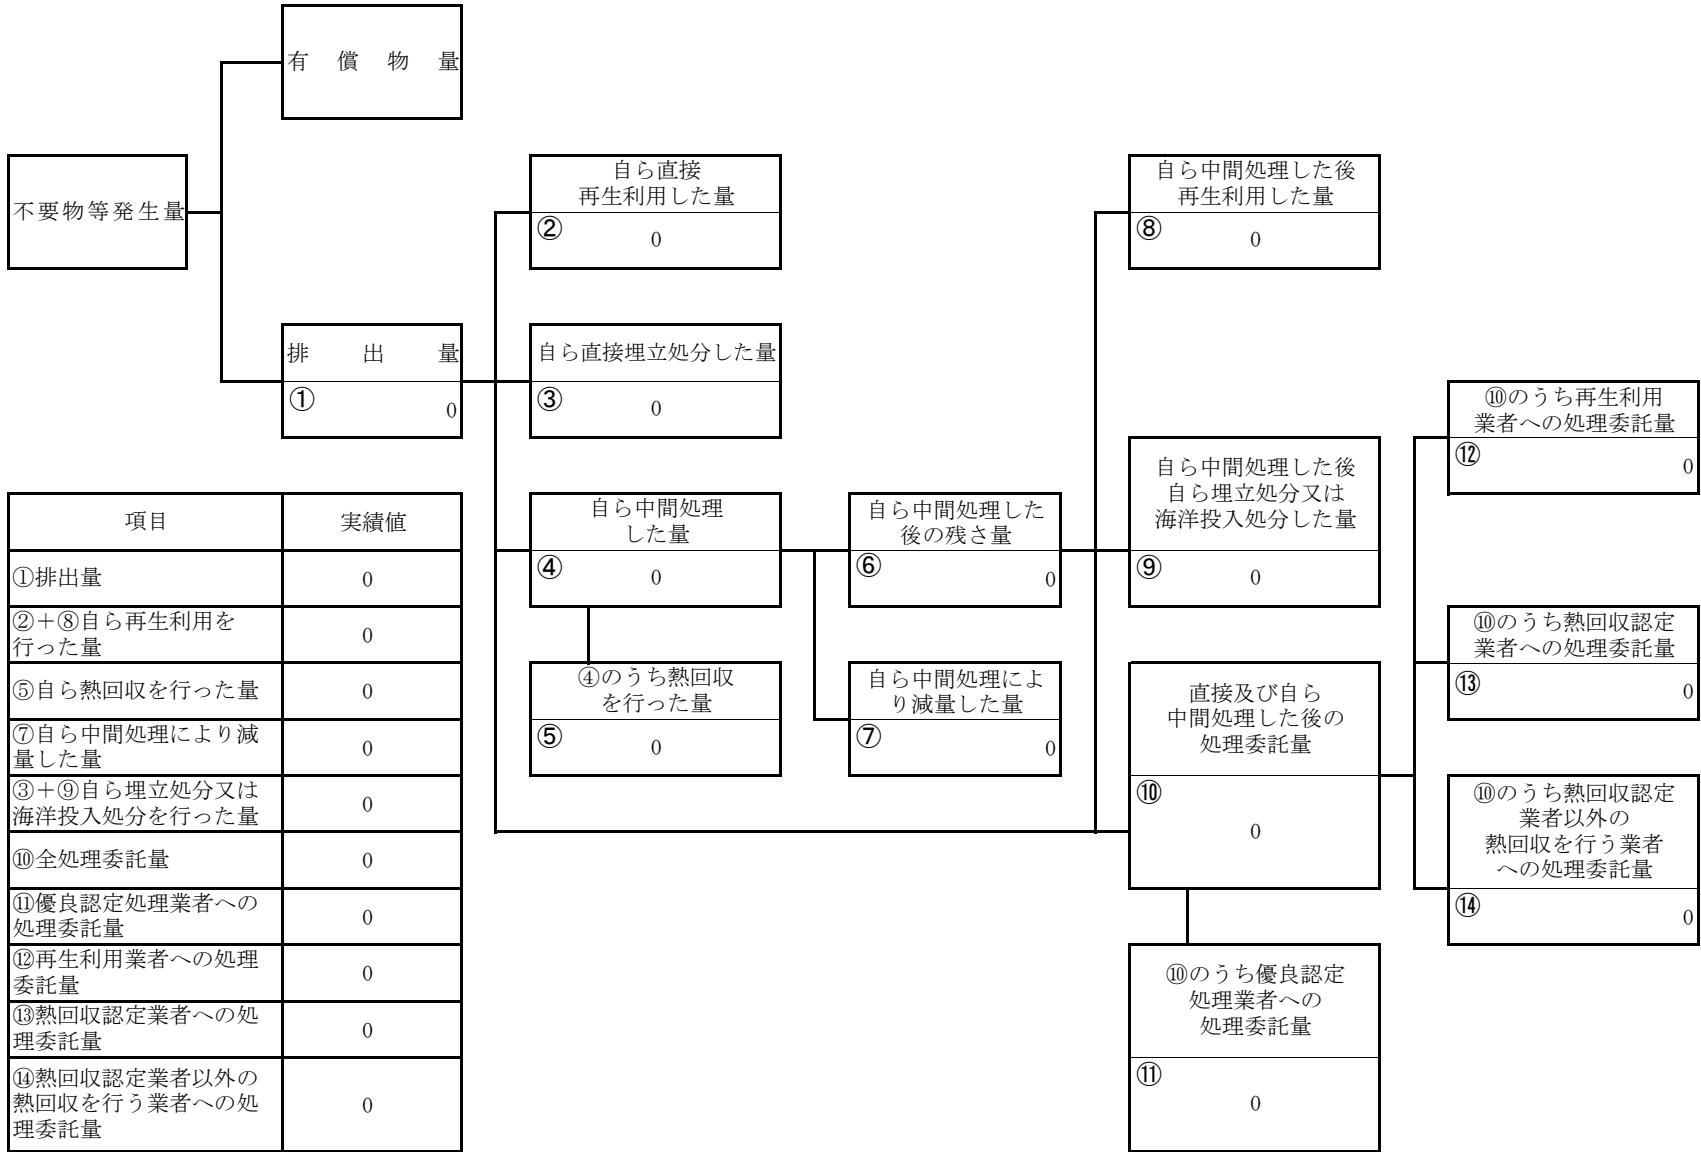 有償物量
不要物等発生量
排出量
① 0
自ら直接
再生利用した量
② 0
自ら直接埋立処分した量
③ 0
自ら中間処理
した量
④ 0
④のうち熱回収
を行った量
⑤ 0
自ら中間処理した
後の残さ量
⑥ 0
自ら中間処理によ
り減量した量
⑦ 0
自ら中間処理した後
再生利用した量
⑧ 0
自ら中間処理した後
自ら埋立処分又は
海洋投入処分した量
⑨ 0
直接及び自ら
中間処理した後の
処理委託量
⑩ 0
⑩のうち優良認定
処理業者への
処理委託量
⑪ 0
⑩のうち再生利用
業者への処理委託量
⑫ 0
⑩のうち熱回収認定
業者への処理委託量
⑬ 0
⑩のうち熱回収認定
業者以外の
熱回収を行う業者
への処理委託量
⑭ 0
項目 実績値
①排出量 0
②＋⑧自ら再生利用を
行った量 0
⑤自ら熱回収を行った量 0
⑦自ら中間処理により減
量した量 0
③＋⑨自ら埋立処分又は
海洋投入処分を行った量 0
⑩全処理委託量 0
⑪優良認定処理業者への
処理委託量 0
⑫再生利用業者への処理
委託量 0
⑬熱回収認定業者への処
理委託量 0
⑭熱回収認定業者以外の
熱回収を行う業者への処
理委託量 0